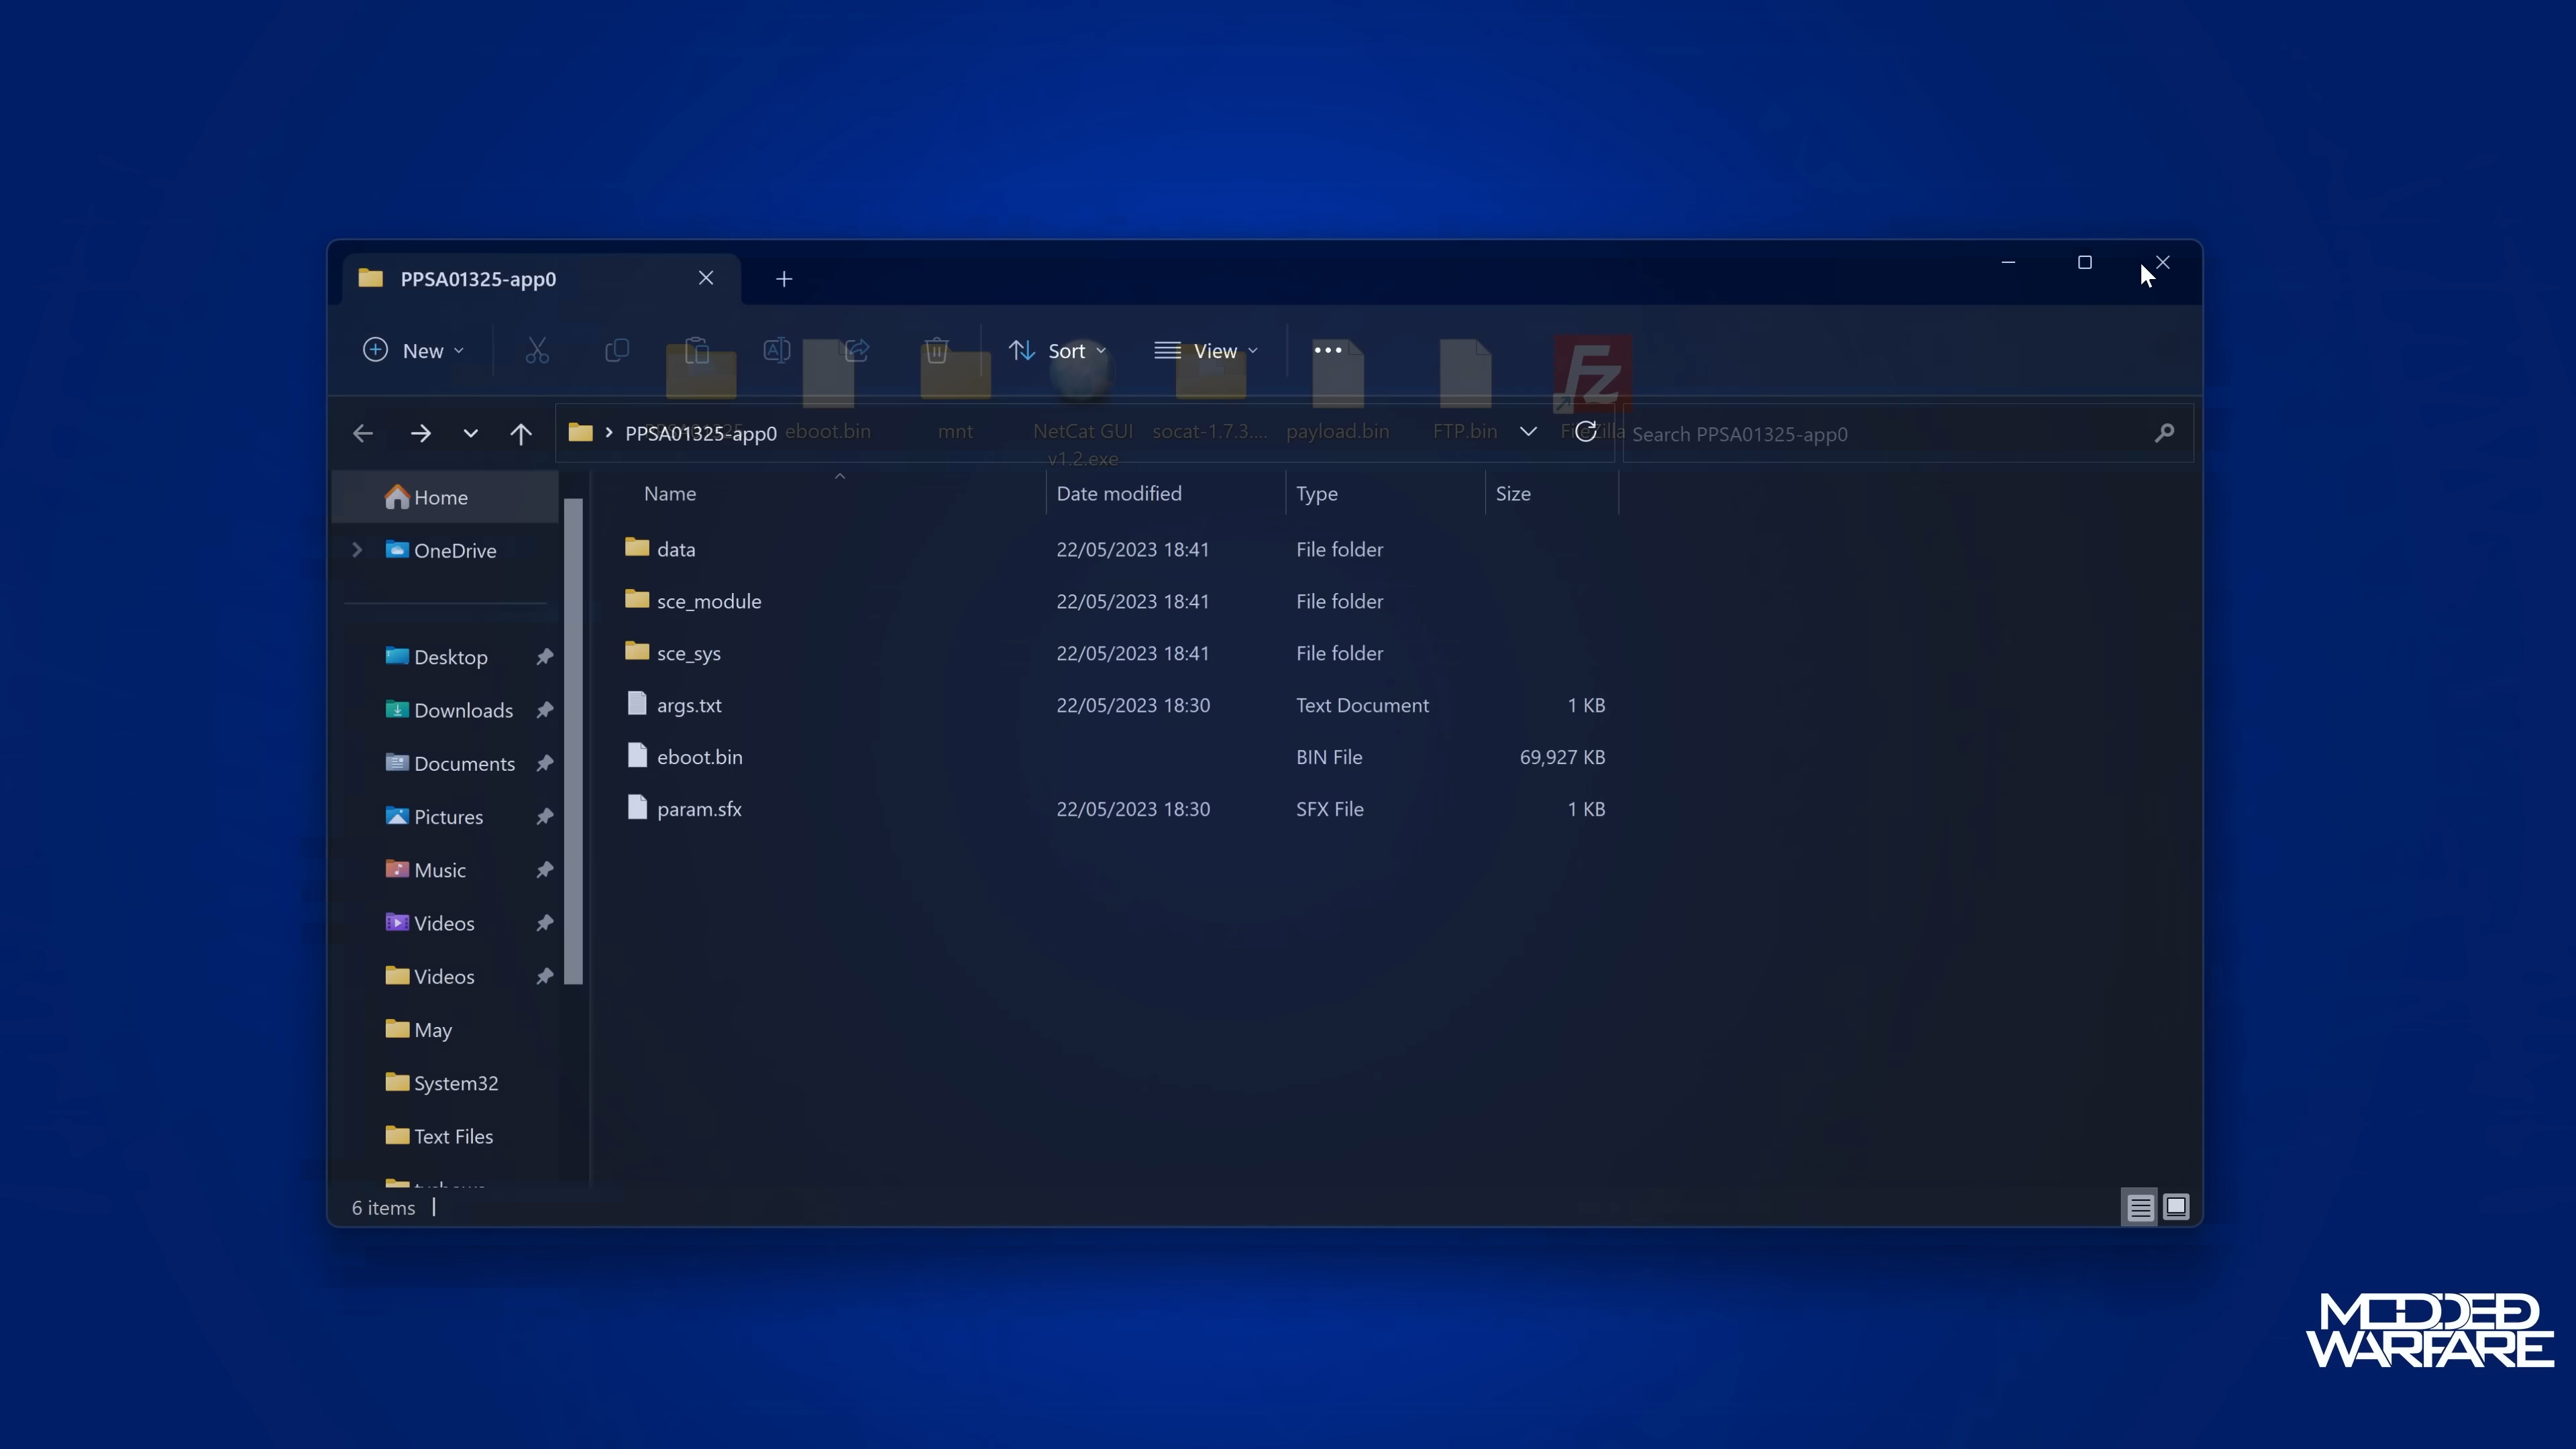 PPSA01325-app0
New
Sort
View
PPSA01325-app0
eboot.bin
mnt
NetCat GUI
v1.2.exe
socat-1.7.3....
payload.bin
FTP.bin
FileZilla
Search PPSA01325-app0
Name
Date modified
Type
Size
Home
OneDrive
Desktop
Downloads
Documents
Pictures
Music
Videos
Videos
May
System32
Text Files
data 22/05/2023 18:41 File folder
sce_module 22/05/2023 18:41 File folder
sce_sys 22/05/2023 18:41 File folder
args.txt 22/05/2023 18:30 Text Document 1 KB
eboot.bin BIN File 69,927 KB
param.sfx 22/05/2023 18:30 SFX File 1 KB
6 items
MODDED
WARFARE